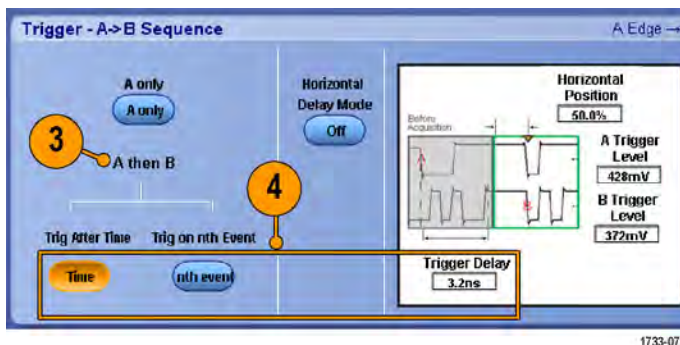 Trigger - A->B Sequence
A Edge →
A only
A only
3
A then B
Trig After Time
Trig on nth Event
Time
nth event
4
Horizontal
Delay Mode
Off
Horizontal
Position
50.0%
Before
Acquisition
A
B
A Trigger
Level
428mV
B Trigger
Level
372mV
Trigger Delay
3.2ns
1733-07